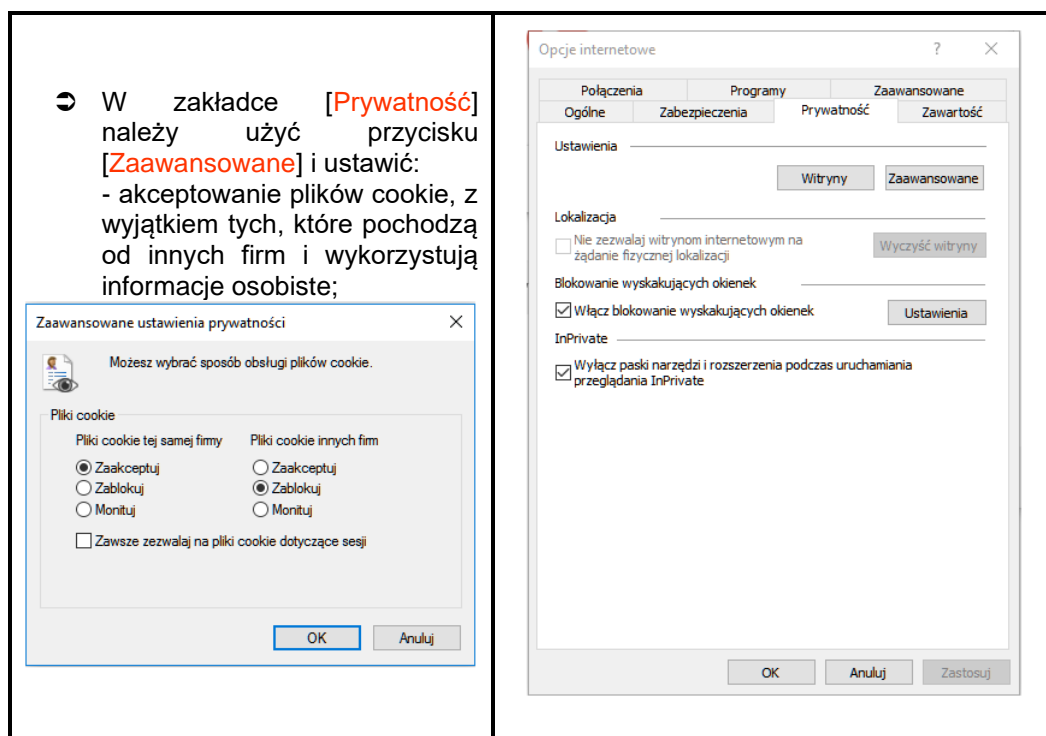 ➲ W zakładce [Prywatność]
należy użyć przycisku
[Zaawansowane] i ustawić:
- akceptowanie plików cookie, z
wyjątkiem tych, które pochodzą
od innych firm i wykorzystują
informacje osobiste;
Zaawansowane ustawienia prywatności
Możesz wybrać sposób obsługi plików cookie.
Pliki cookie
Pliki cookie tej samej firmy Pliki cookie innych firm
Zaakceptuj Zaakceptuj
Zablokuj Zablokuj
Monituj Monituj
Zawsze zezwalaj na pliki cookie dotyczące sesji
OK Anuluj
Opcje internetowe ?
Połączenia Programy Zaawansowane
Ogólne Zabezpieczenia Prywatność Zawartość
Ustawienia
Witryny Zaawansowane
Lokalizacja
Nie zezwalaj witrynom internetowym na
żądanie fizycznej lokalizacji
Wyczyść witryny
Blokowanie wyskakujących okienek
Włącz blokowanie wyskakujących okienek Ustawienia
InPrivate
Wyłącz paski narzędzi i rozszerzenia podczas uruchamiania
przeglądania InPrivate
OK Anuluj Zastosuj